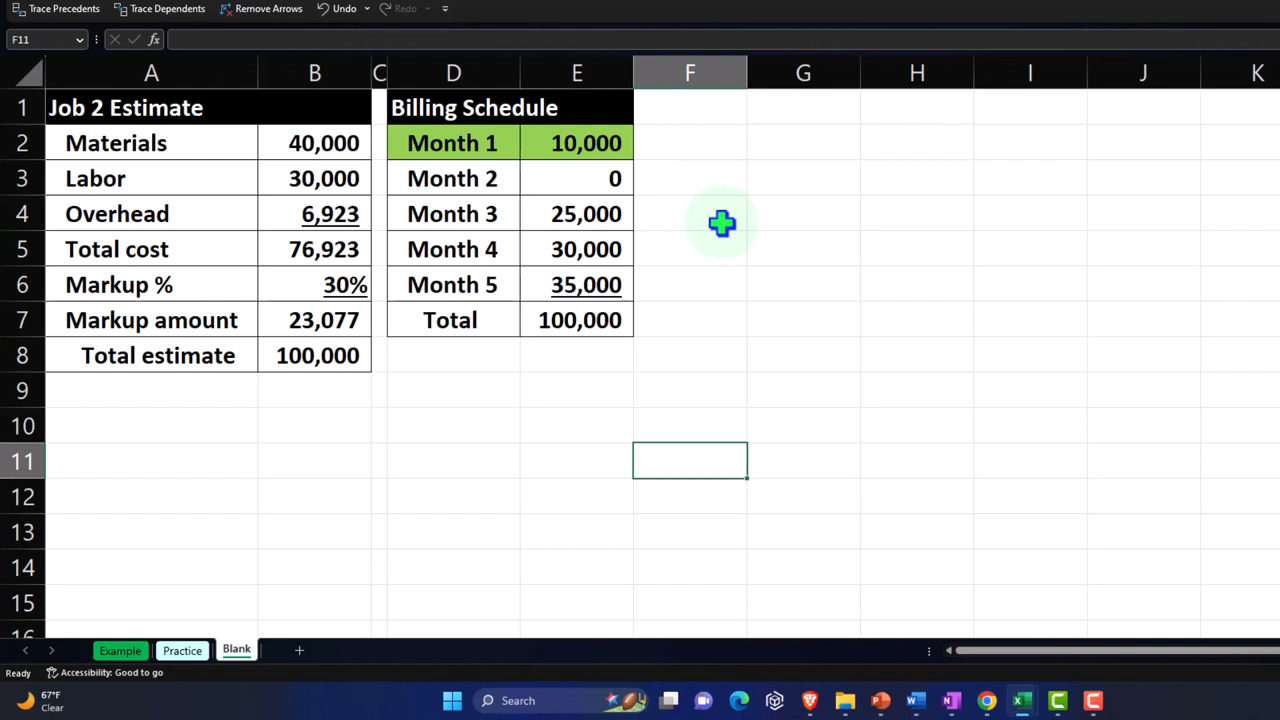 Trace Precedents Trace Dependents Remove Arrows Undo Redo
F11 fx
A B C D E F G H I J K
1 Job 2 Estimate Billing Schedule
2 Materials 40,000 Month 1 10,000
3 Labor 30,000 Month 2 0
4 Overhead 6,923 Month 3 25,000
5 Total cost 76,923 Month 4 30,000
6 Markup % 30% Month 5 35,000
7 Markup amount 23,077 Total 100,000
8 Total estimate 100,000
9
10
11
12
13
14
15
16
Example Practice Blank
Ready Accessibility: Good to go
67°F
Clear
Search